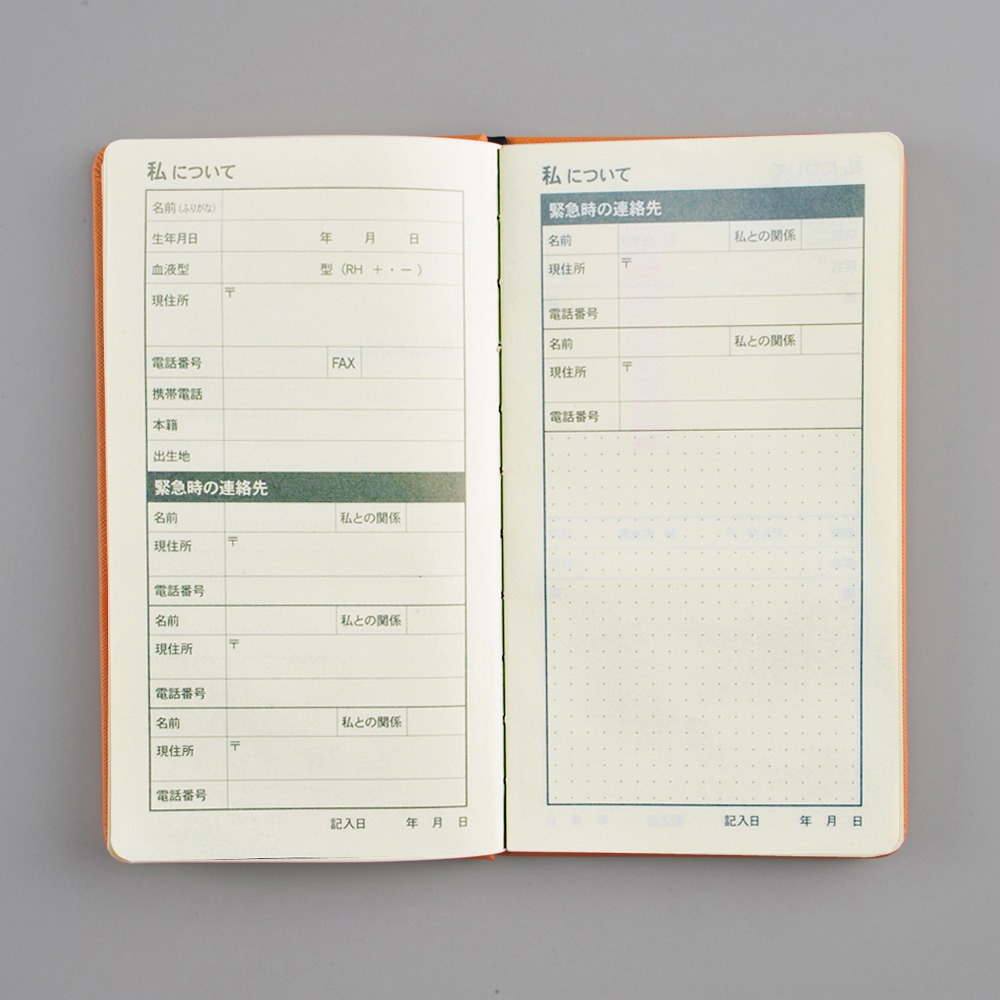 私について
名前(ふりがな)
生年月日 年 月 日
血液型 型 (RH + ・ ー )
現住所 〒
電話番号 FAX
携帯電話
本籍
出生地
緊急時の連絡先
名前 私との関係
現住所 〒
電話番号
名前 私との関係
現住所 〒
電話番号
名前 私との関係
現住所 〒
電話番号
記入日 年 月 日
私について
緊急時の連絡先
名前 私との関係
現住所 〒
電話番号
名前 私との関係
現住所 〒
電話番号
記入日 年 月 日